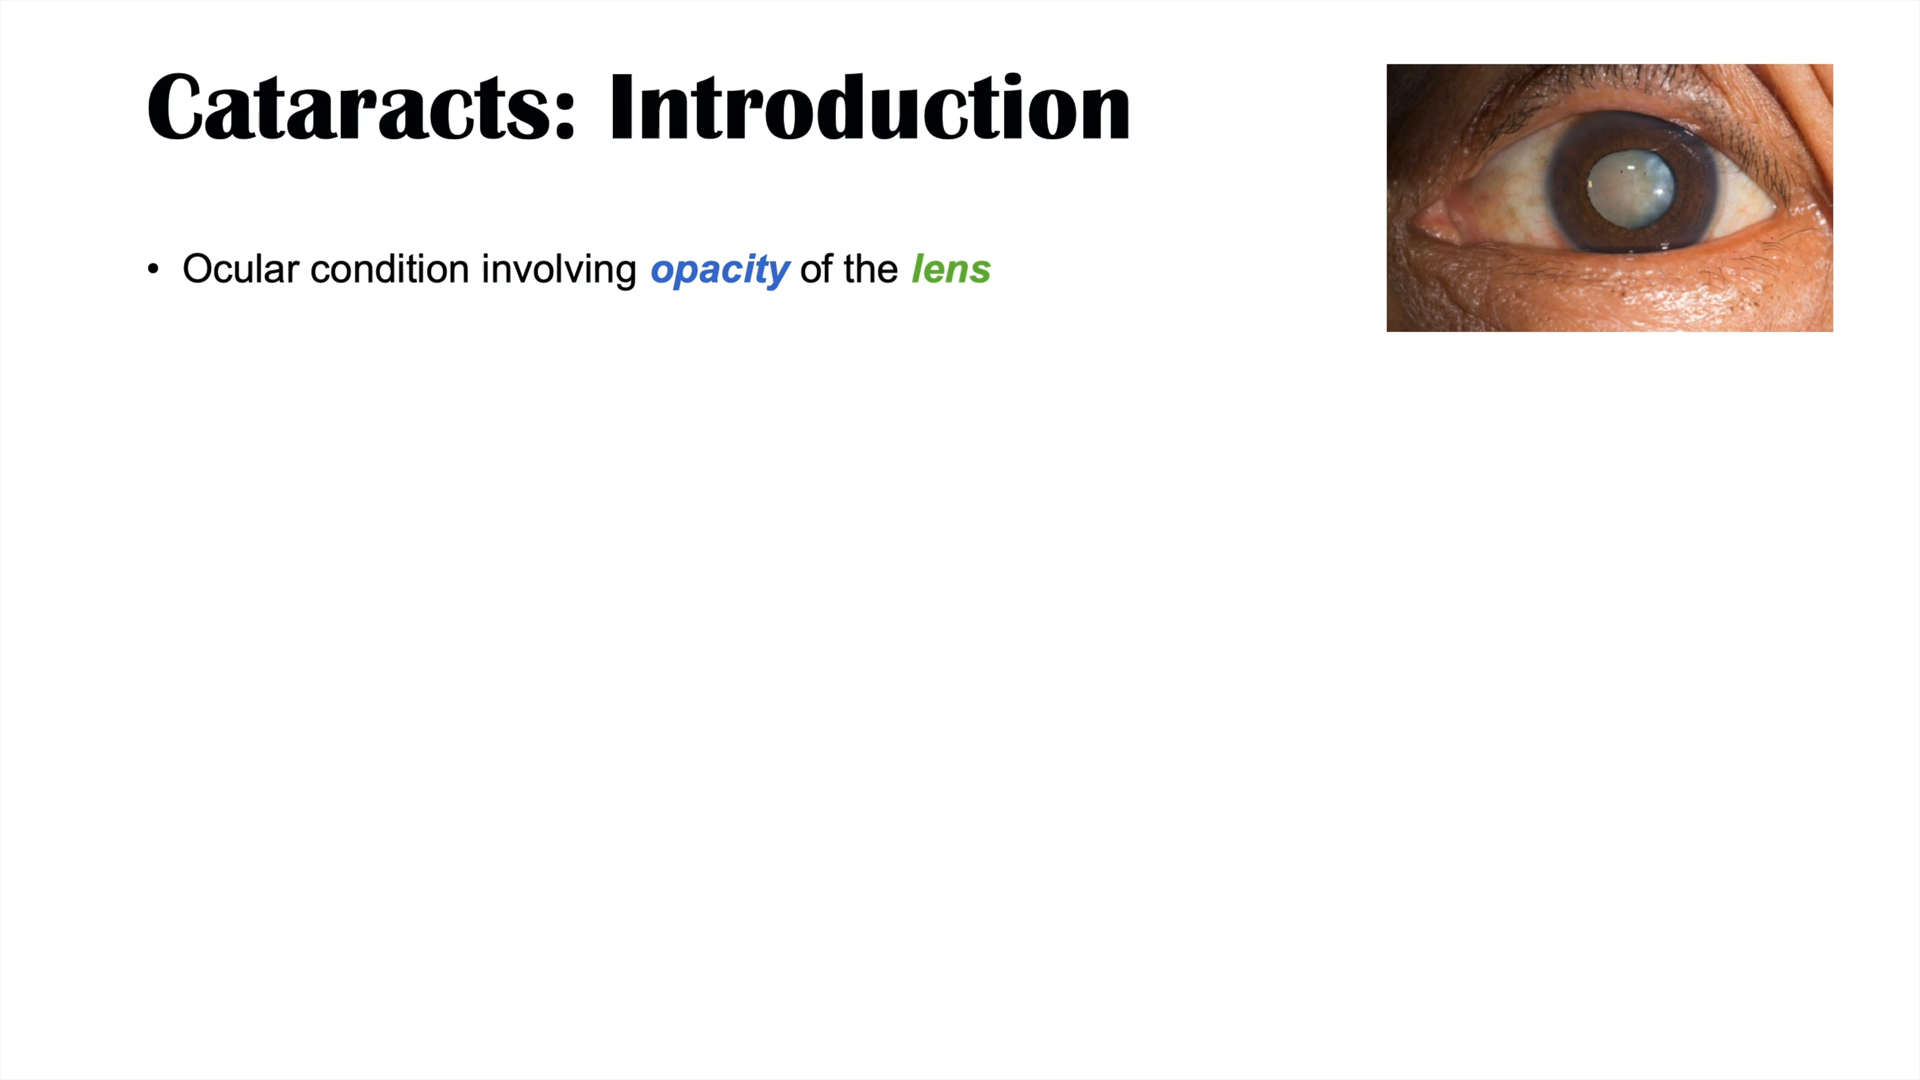 Cataracts: Introduction
• Ocular condition involving opacity of the lens